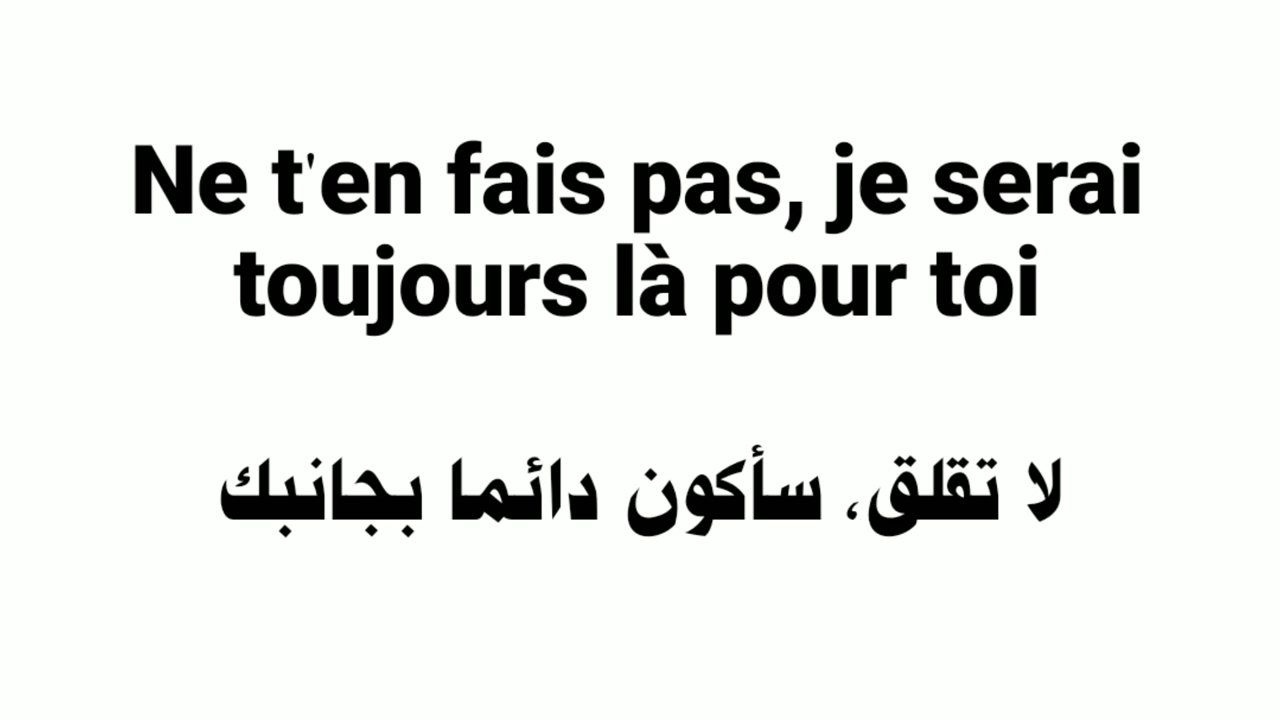 Ne t'en fais pas, je serai
toujours là pour toi
لا تقلق، سأكون دائما بجانبك